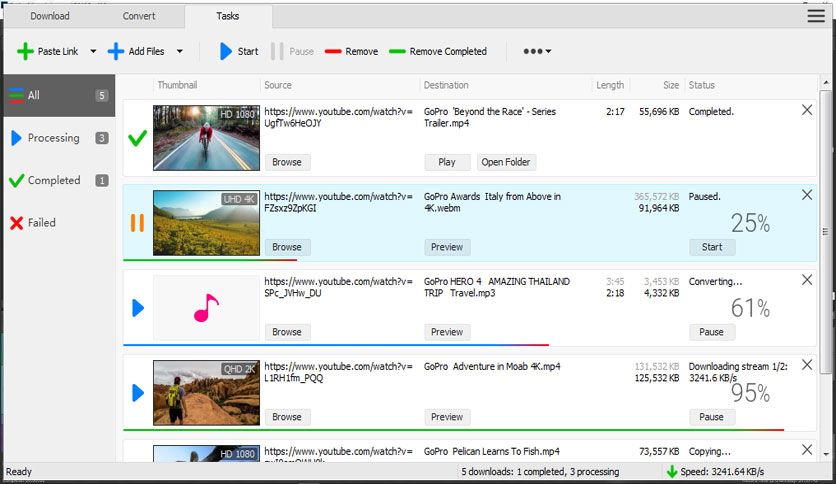 Download Convert Tasks
Paste Link Add Files Start Pause Remove Remove Completed
All 5
Processing 3
Completed 1
Failed
Thumbnail Source Destination Length Size Status
HD 1080
https://www.youtube.com/watch?v=
UgfTw6HeOJY
Browse
GoPro 'Beyond the Race' - Series
Trailer.mp4
Play Open Folder
2:17 55,696 KB Completed.
UHD 4K
https://www.youtube.com/watch?v=
FZsxz9ZpKGI
Browse
GoPro Awards Italy from Above in
4K.webm
Preview
365,572 KB
91,964 KB
Paused.
25%
Start
https://www.youtube.com/watch?v=
SPc_JVHw_DU
Browse
GoPro HERO 4 AMAZING THAILAND
TRIP Travel.mp3
Preview
3:45 3,453 KB
2:18 4,332 KB
Converting...
61%
Pause
QHD 2K
https://www.youtube.com/watch?v=
L1RH1fm_PQQ
Browse
GoPro Adventure in Moab 4K.mp4
Preview
131,532 KB
125,532 KB
Downloading stream 1/2:
3241.6 KB/s
95%
Pause
HD 1080
https://www.youtube.com/watch?v=
GoPro Pelican Learns To Fish.mp4
73,557 KB Copying...
Ready 5 downloads: 1 completed, 3 processing Speed: 3241.64 KB/s